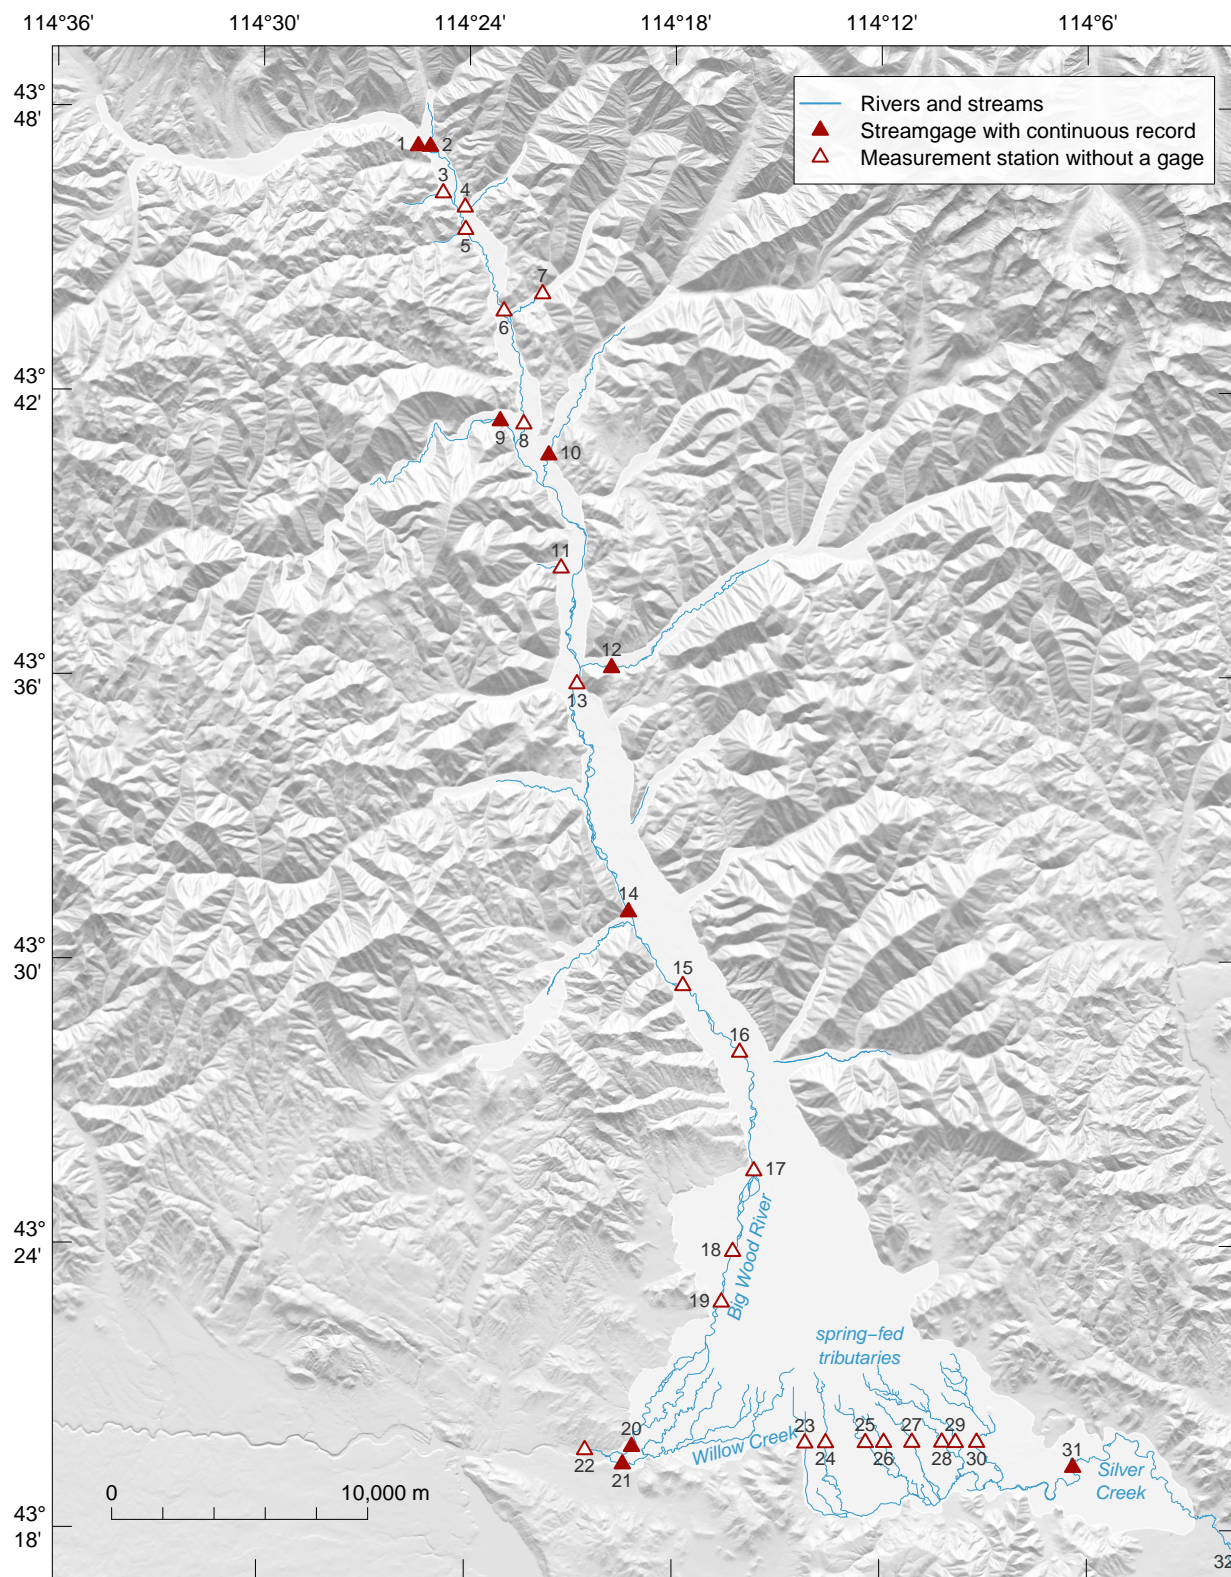 114°36' 114°30' 114°24' 114°18' 114°12' 114°6'
43°
48'
Rivers and streams
Streamgage with continuous record
Measurement station without a gage
1 2
3
4
5
7
6
43°
42'
9 8
10
11
43°
36'
12
13
14
43°
30'
15
16
17
43°
24'
18
Big Wood River
19
spring–fed
tributaries
20
23 25 27 29
Willow Creek
22
24 26 28 30
21
31
Silver
Creek
0 10,000 m
43°
18'
32